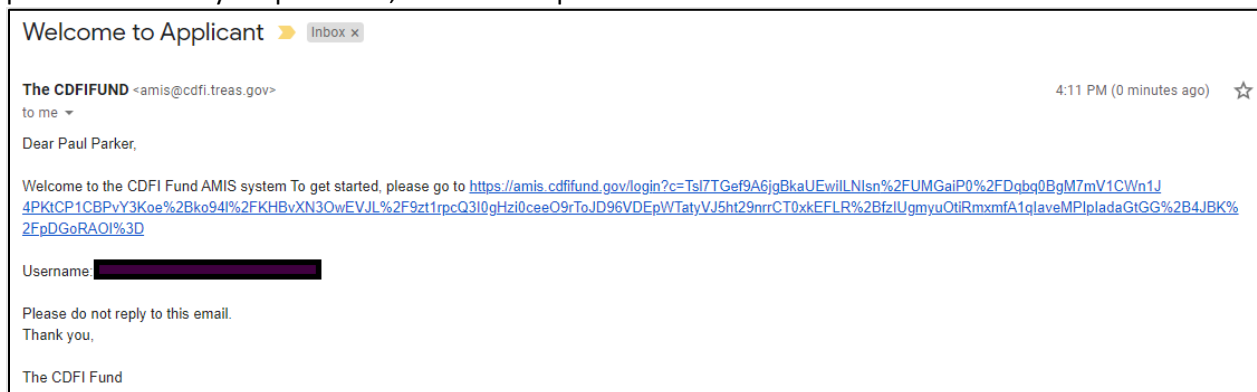 Welcome to Applicant Inbox x
The CDFIFUND <amis@cdfi.treas.gov> 4:11 PM (0 minutes ago)
to me
Dear Paul Parker,
Welcome to the CDFI Fund AMIS system To get started, please go to https://amis.cdfifund.gov/login?c=TsI7TGef9A6jgBkaUEwilLNIsn%2FUMGaiP0%2FDqbq0BgM7mV1CWn1J
4PKtCP1CBPvY3Koe%2Bko94l%2FKHBvXN3OwEVJL%2F9zt1rpcQ3I0gHzi0ceeO9rToJD96VDEpWTatyVJ5ht29nrrCT0xkEFLR%2BfzIUgmyuOtiRmxmfA1qIaveMPIpIadaGtGG%2B4JBK%
2FpDGoRAOI%3D
Username:
Please do not reply to this email.
Thank you,
The CDFI Fund